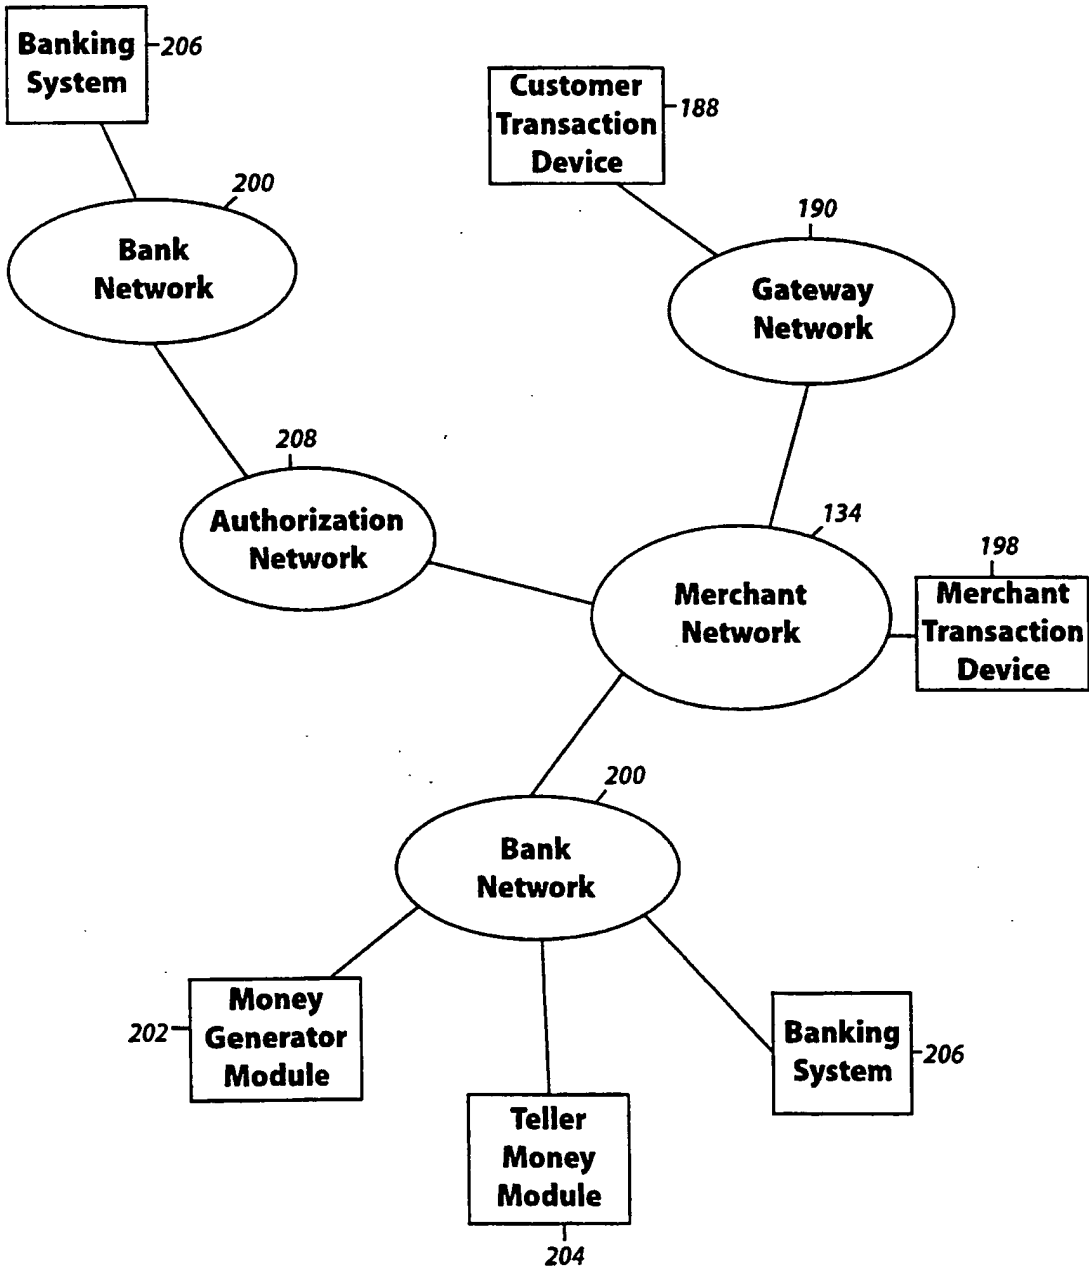 Banking
System
206
Customer
Transaction
Device
188
200
Bank
Network
190
Gateway
Network
208
Authorization
Network
134
Merchant
Network
198
Merchant
Transaction
Device
200
Bank
Network
202
Money
Generator
Module
Banking
System
206
Teller
Money
Module
204